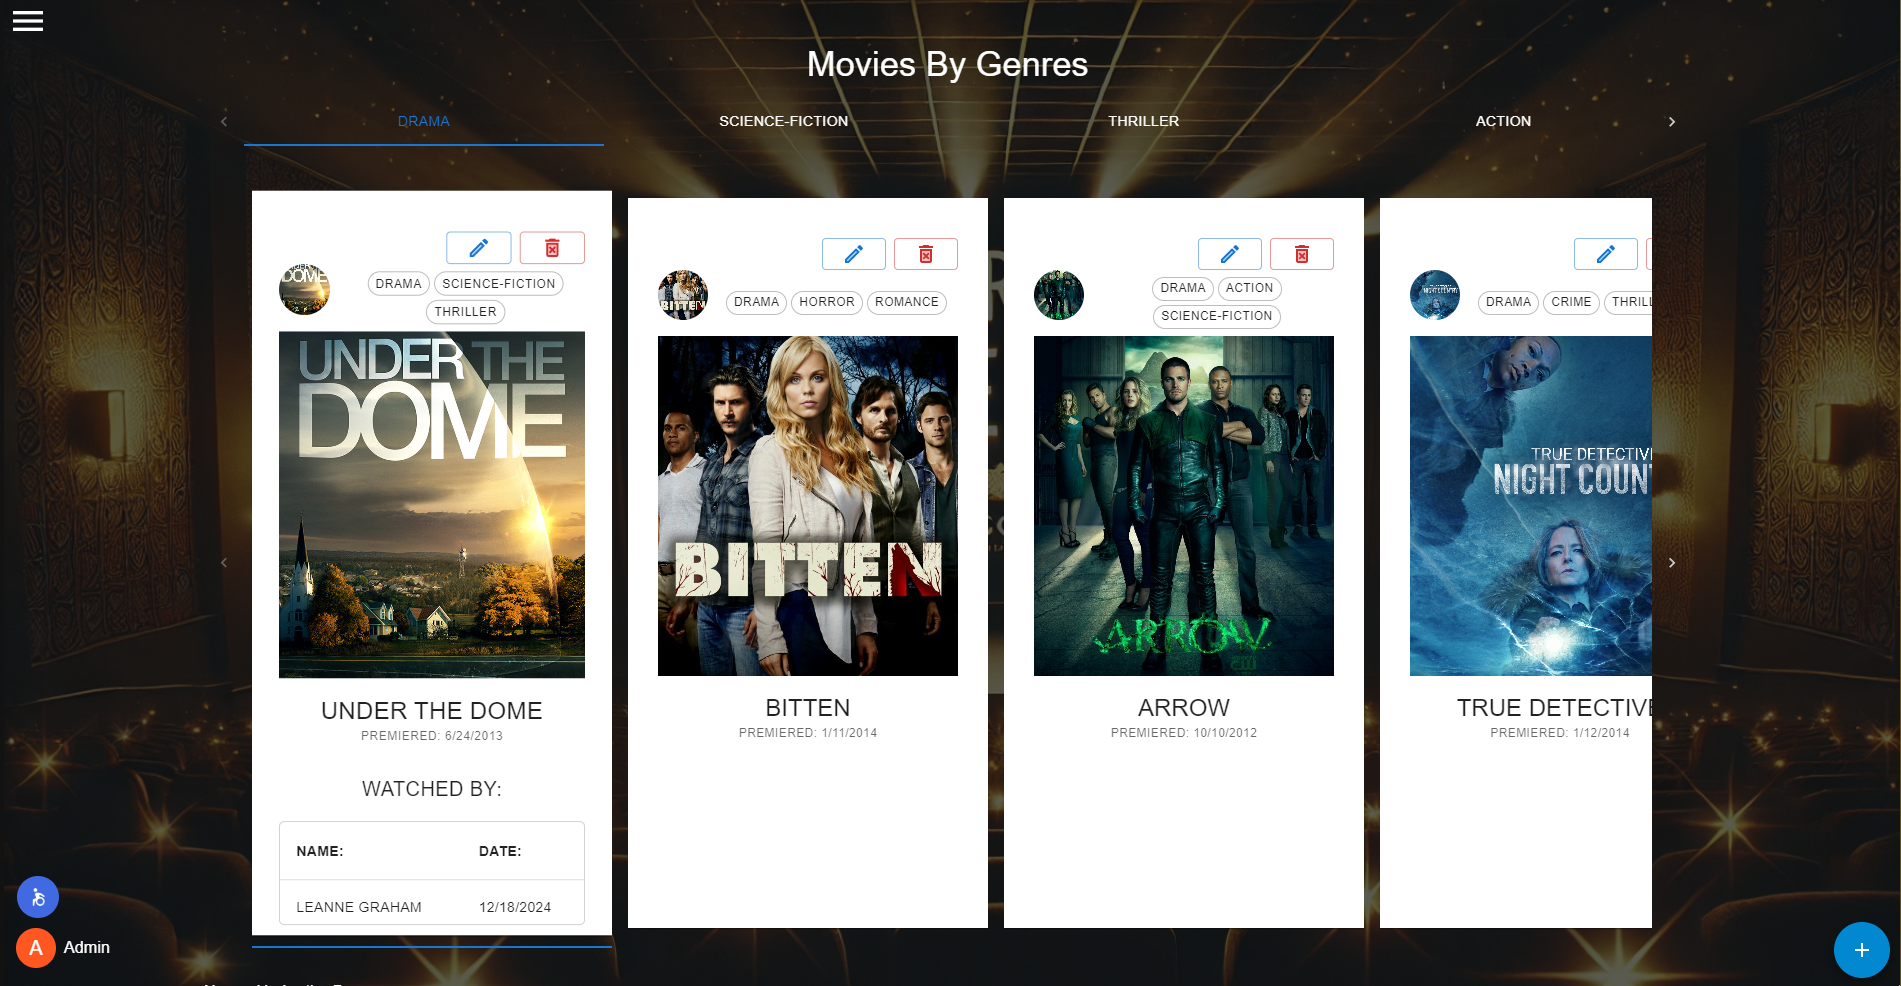 Movies By Genres
DRAMA
SCIENCE-FICTION
THRILLER
ACTION
DOME
DRAMA
SCIENCE-FICTION
THRILLER
UNDER THE
DOME
UNDER THE DOME
PREMIERED: 6/24/2013
WATCHED BY:
NAME: DATE:
LEANNE GRAHAM 12/18/2024
BITTEN
DRAMA
HORROR
ROMANCE
BITTEN
BITTEN
PREMIERED: 1/11/2014
DRAMA
ACTION
SCIENCE-FICTION
ARROW
ARROW
PREMIERED: 10/10/2012
DRAMA
CRIME
TRUE DETECTIVE
NIGHT COUNT
TRUE DETECTIVE
PREMIERED: 1/12/2014
A Admin